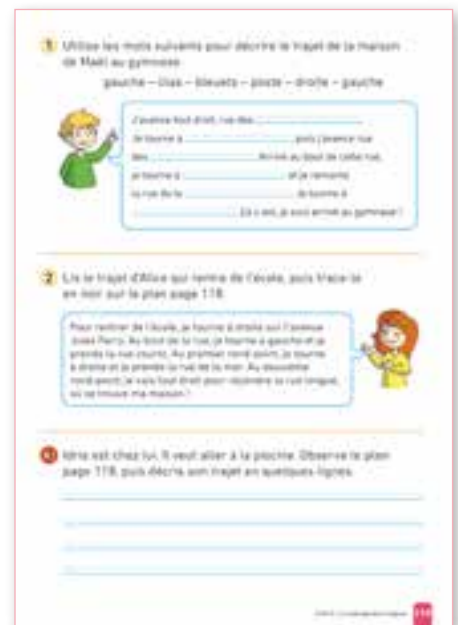 1 Utilise les mots suivants pour décrire le trajet de la maison
de Maël au gymnase.
gauche – lilas – bleuets – poste – droite – gauche
J'avance tout droit, rue des
Je tourne à puis j'avance rue
des Arrivé au bout de cette rue,
je tourne à et je remonte
la rue de la Je tourne à
Ça y est, je suis arrivé au gymnase !
2 Lis le trajet d'Alice qui rentre de l'école, puis trace-le
en noir sur le plan page 118.
Pour rentrer de l'école, je tourne à droite sur l'avenue
Jules Ferry. Au bout de la rue, je tourne à gauche et je
prends la rue courte. Au premier rond-point, je tourne
à droite et je prends la rue de la mer. Au deuxième
rond-point, je vais tout droit pour rejoindre la rue longue,
où se trouve ma maison !
Idris est chez lui. Il veut aller à la piscine. Observe le plan
page 118, puis décris son trajet en quelques lignes.
119